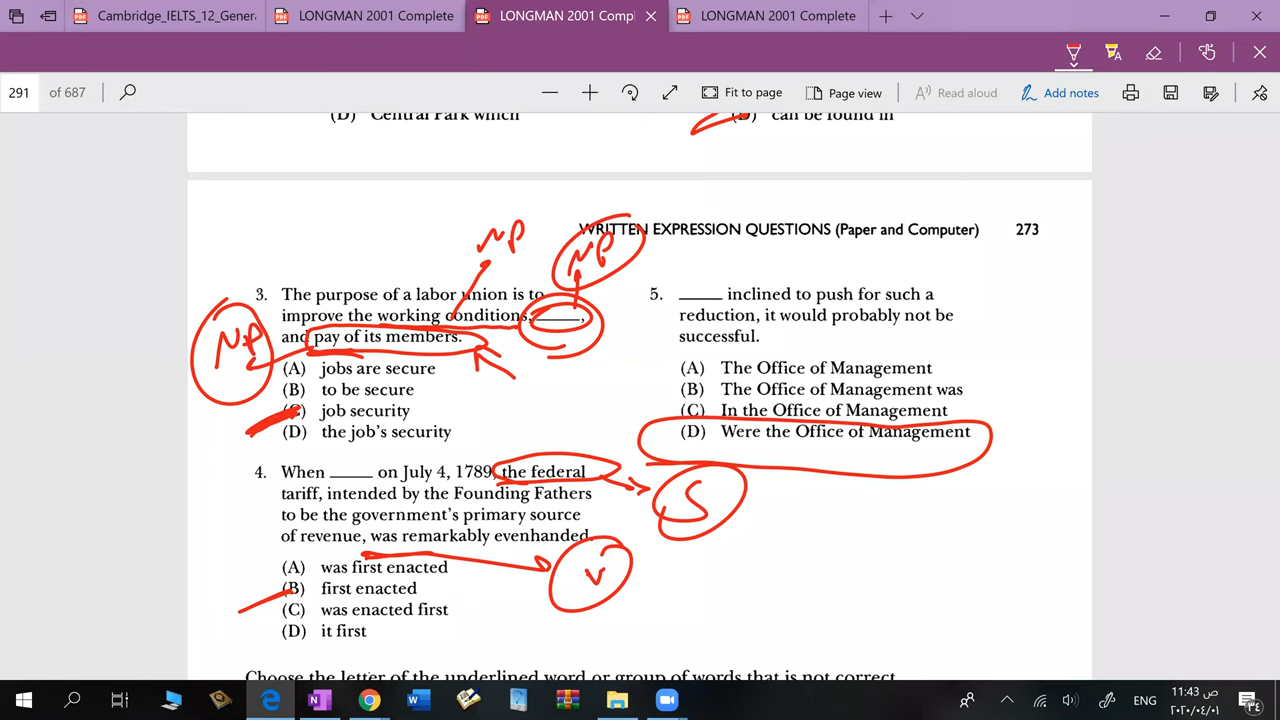 Cambridge_IELTS_12_Genera
LONGMAN 2001 Complete
LONGMAN 2001 Compl
LONGMAN 2001 Complete
291 of 687
Fit to page
Page view
Read aloud
Add notes
(D) Central Park which
can be found in
WRITTEN EXPRESSION QUESTIONS (Paper and Computer) 273
NP
NP
3. The purpose of a labor union is to
improve the working conditions, _____,
and pay of its members.
NP
(A) jobs are secure
(B) to be secure
(C) job security
(D) the job's security
4. When _____ on July 4, 1789, the federal
tariff, intended by the Founding Fathers
to be the government's primary source
of revenue, was remarkably evenhanded.
S
V
(A) was first enacted
(B) first enacted
(C) was enacted first
(D) it first
5. _____ inclined to push for such a
reduction, it would probably not be
successful.
(A) The Office of Management
(B) The Office of Management was
(C) In the Office of Management
(D) Were the Office of Management
Choose the letter of the underlined word or group of words that is not correct
ENG
11:43 ص